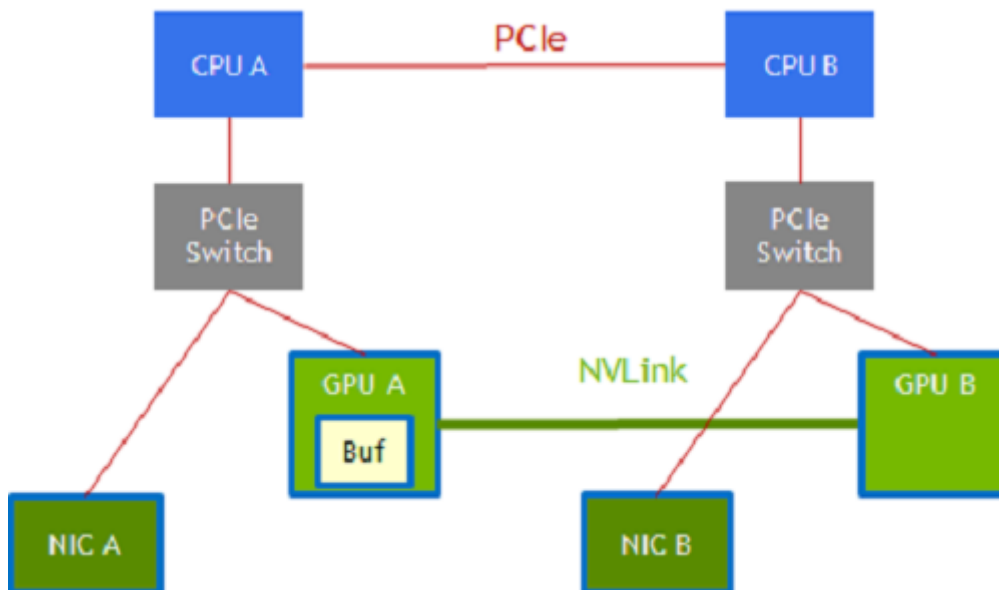 PCIe
CPU A
CPU B
PCIe
Switch
PCIe
Switch
GPU A
Buf
NVLink
GPU B
NIC A
NIC B